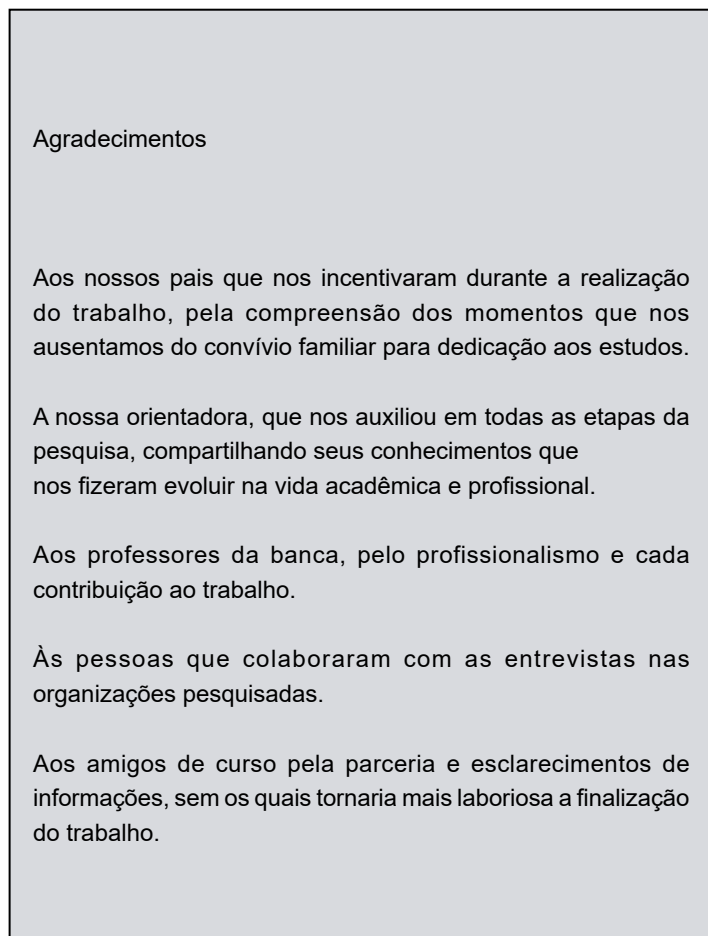 Agradecimentos
Aos nossos pais que nos incentivaram durante a realização
do trabalho, pela compreensão dos momentos que nos
ausentamos do convívio familiar para dedicação aos estudos.
A nossa orientadora, que nos auxiliou em todas as etapas da
pesquisa, compartilhando seus conhecimentos que
nos fizeram evoluir na vida acadêmica e profissional.
Aos professores da banca, pelo profissionalismo e cada
contribuição ao trabalho.
Às pessoas que colaboraram com as entrevistas nas
organizações pesquisadas.
Aos amigos de curso pela parceria e esclarecimentos de
informações, sem os quais tornaria mais laboriosa a finalização
do trabalho.